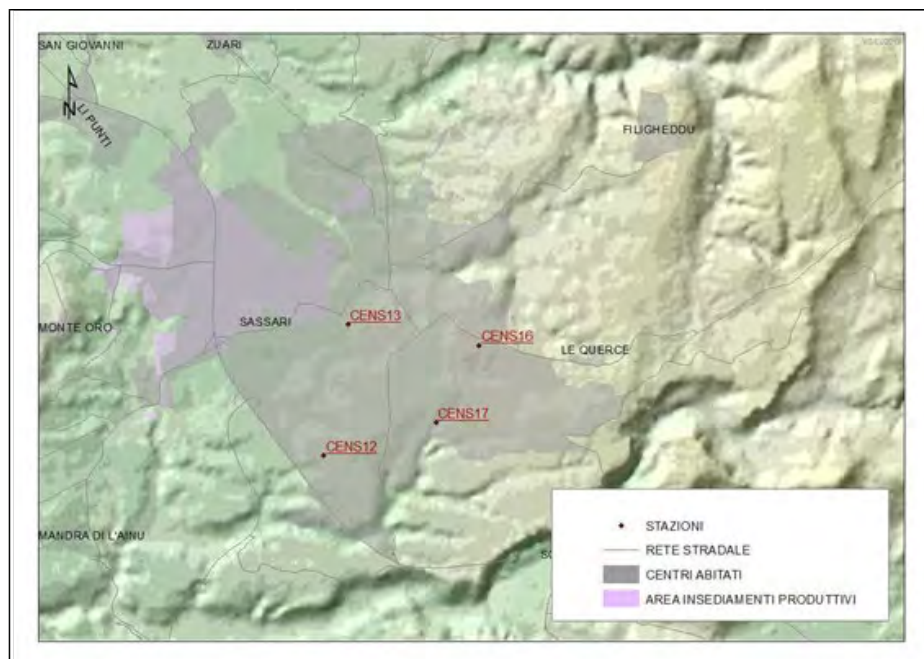 SAN GIOVANNI
ZUARI
N
LI PUNTI
FILIGHEDDU
CENS13
SASSARI
MONTE ORO
CENS16
LE QUERCE
CENS17
CENS12
MANDRA DI L'AINU
STAZIONI
RETE STRADALE
CENTRI ABITATI
AREA INSEDIAMENTI PRODUTTIVI